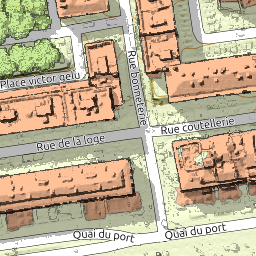 Place victor gelu
Rue bonneterie
Rue de la loge
Rue coutellerie
Quai du port
Quai du port